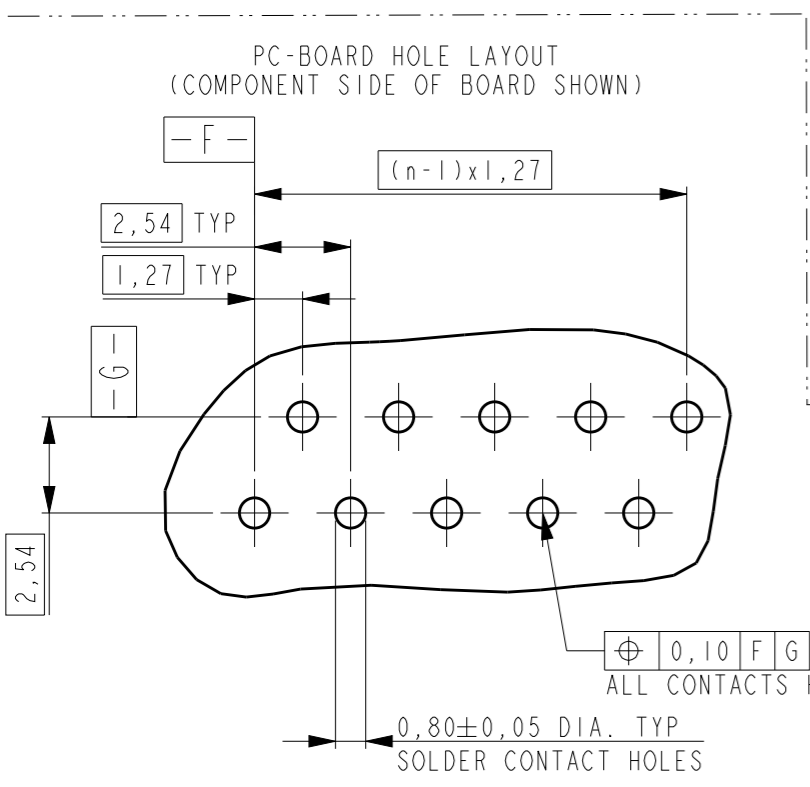 PC-BOARD HOLE LAYOUT
(COMPONENT SIDE OF BOARD SHOWN)
-F-
(n-1)x1,27
2,54 TYP
1,27 TYP
-G-
2,54
⌖ 0,10 F G
ALL CONTACTS
0,80±0,05 DIA. TYP
SOLDER CONTACT HOLES